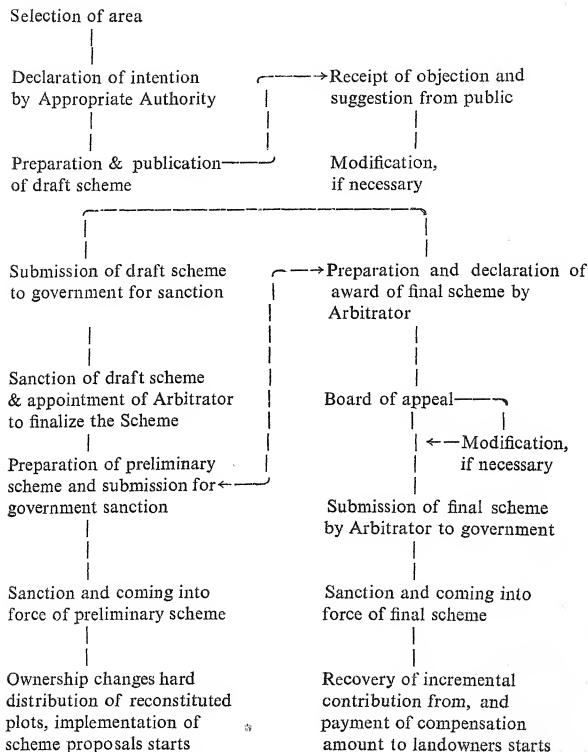 Selection of area
Declaration of intention
by Appropriate Authority
Preparation & publication
of draft scheme
Receipt of objection and
suggestion from public
Modification,
if necessary
Submission of draft scheme
to government for sanction
Sanction of draft scheme
& appointment of Arbitrator
to finalize the Scheme
Preparation of preliminary
scheme and submission for
government sanction
Sanction and coming into
force of preliminary scheme
Ownership changes hard
distribution of reconstituted
plots, implementation of
scheme proposals starts
Preparation and declaration of
award of final scheme by
Arbitrator
Board of appeal
Modification,
if necessary
Submission of final scheme
by Arbitrator to government
Sanction and coming into
force of final scheme
Recovery of incremental
contribution from, and
payment of compensation
amount to landowners starts